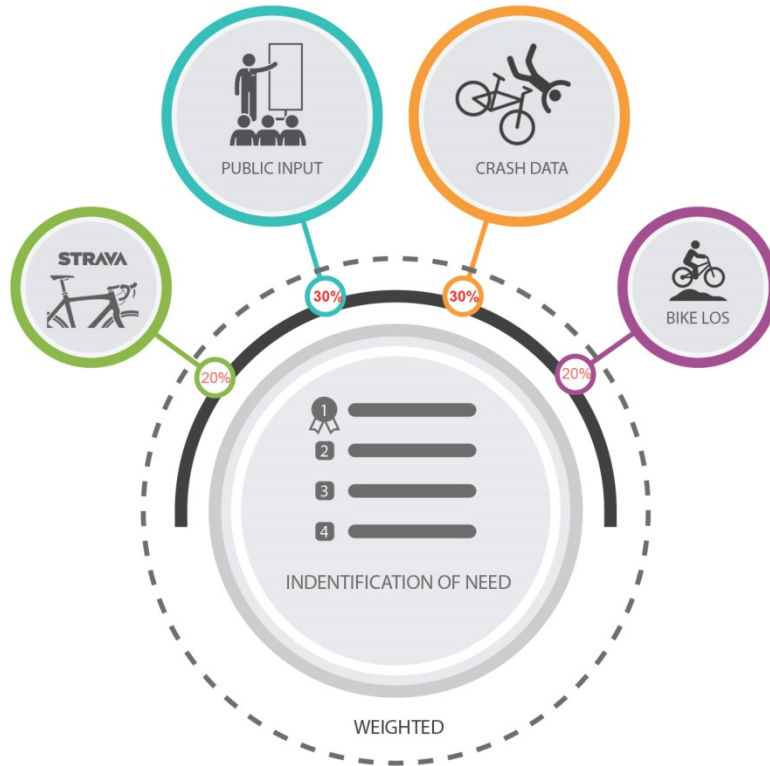 PUBLIC INPUT
CRASH DATA
STRAVA
BIKE LOS
30%
30%
20%
20%
1
2
3
4
INDENTIFICATION OF NEED
WEIGHTED